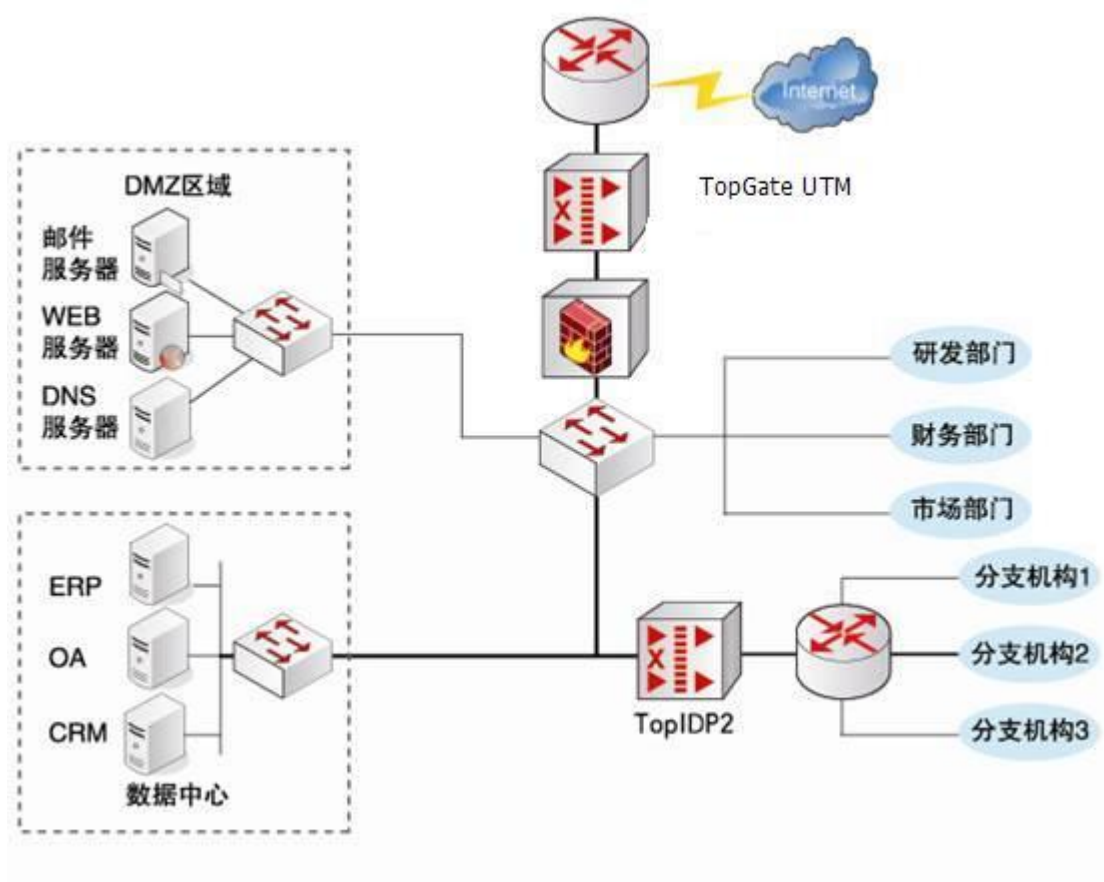 Internet
TopGate UTM
DMZ区域
邮件
服务器
WEB
服务器
DNS
服务器
研发部门
财务部门
市场部门
ERP
OA
CRM
数据中心
TopIDP2
分支机构1
分支机构2
分支机构3